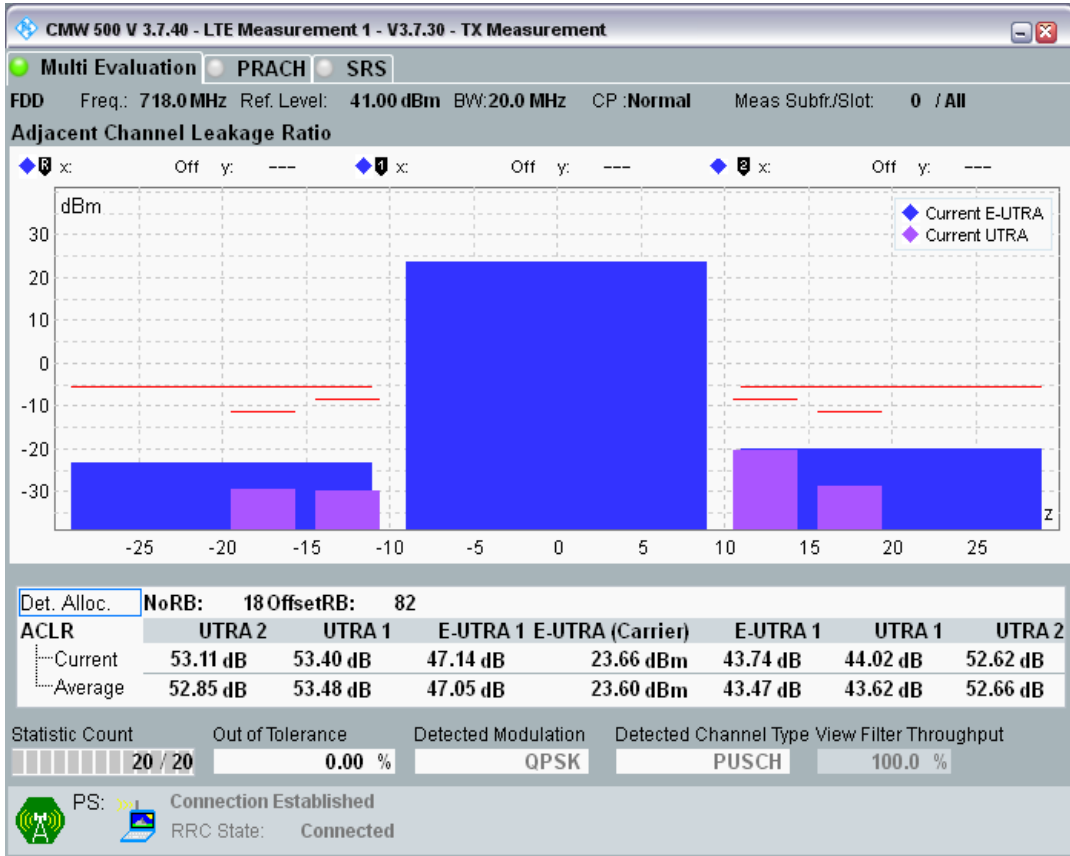 CMW 500 V 3.7.40 - LTE Measurement 1 - V3.7.30 - TX Measurement
Multi Evaluation PRACH SRS
FDD Freq.: 718.0 MHz Ref. Level: 41.00 dBm BW: 20.0 MHz CP : Normal Meas Subfr./Slot: 0 / All
Adjacent Channel Leakage Ratio
R x: Off y: --- 1 x: Off y: --- 2 x: Off y: ---
dBm
Current E-UTRA
Current UTRA
30
20
10
0
-10
-20
-30
z
-25 -20 -15 -10 -5 0 5 10 15 20 25
Det. Alloc. NoRB: 18 OffsetRB: 82
ACLR UTRA 2 UTRA 1 E-UTRA 1 E-UTRA (Carrier) E-UTRA 1 UTRA 1 UTRA 2
Current 53.11 dB 53.40 dB 47.14 dB 23.66 dBm 43.74 dB 44.02 dB 52.62 dB
Average 52.85 dB 53.48 dB 47.05 dB 23.60 dBm 43.47 dB 43.62 dB 52.66 dB
Statistic Count Out of Tolerance Detected Modulation Detected Channel Type View Filter Throughput
20 / 20 0.00 % QPSK PUSCH 100.0 %
PS: Connection Established
RRC State: Connected